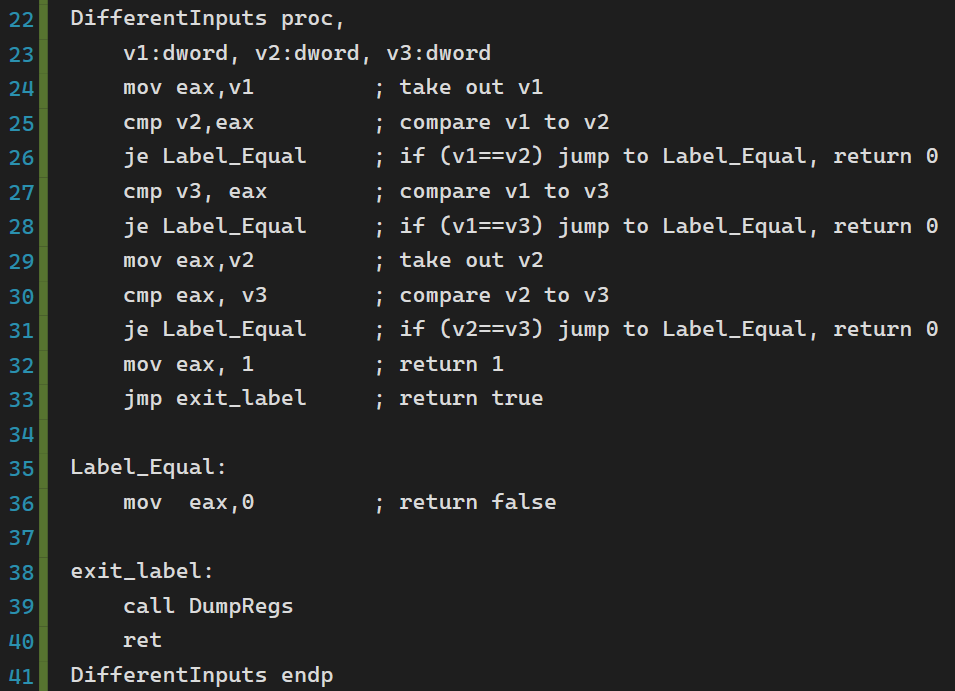 22 DifferentInputs proc,
23     v1:dword, v2:dword, v3:dword
24     mov eax,v1         ; take out v1
25     cmp v2,eax         ; compare v1 to v2
26     je Label_Equal     ; if (v1==v2) jump to Label_Equal, return 0
27     cmp v3, eax        ; compare v1 to v3
28     je Label_Equal     ; if (v1==v3) jump to Label_Equal, return 0
29     mov eax,v2         ; take out v2
30     cmp eax, v3        ; compare v2 to v3
31     je Label_Equal     ; if (v2==v3) jump to Label_Equal, return 0
32     mov eax, 1         ; return 1
33     jmp exit_label     ; return true
34
35 Label_Equal:
36     mov  eax,0         ; return false
37
38 exit_label:
39     call DumpRegs
40     ret
41 DifferentInputs endp